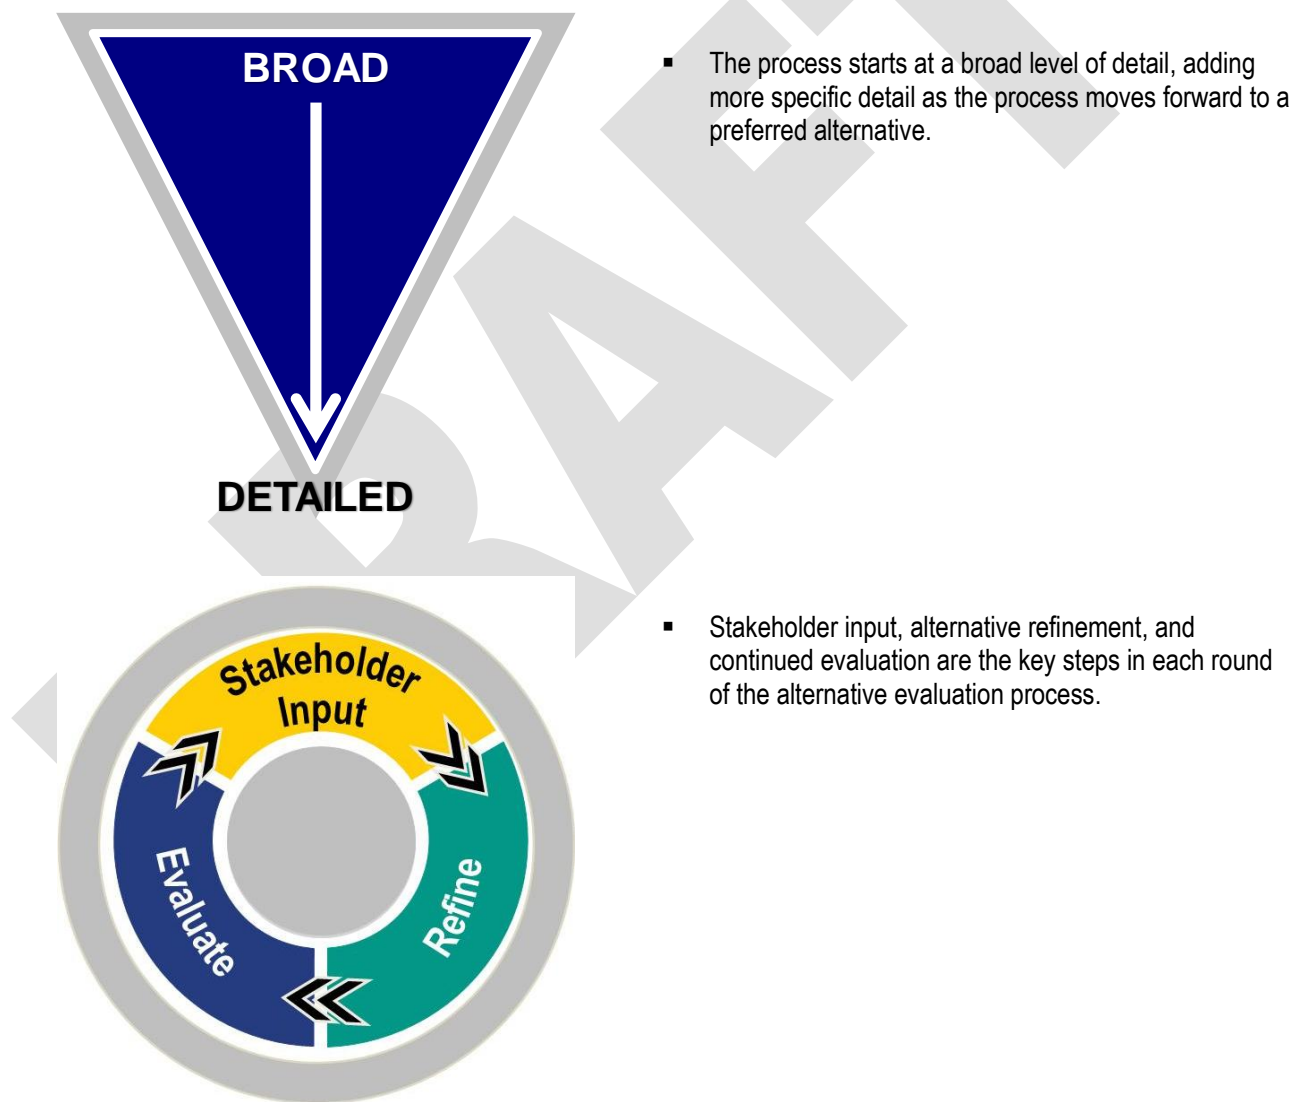 BROAD
DETAILED
▪ The process starts at a broad level of detail, adding
more specific detail as the process moves forward to a
preferred alternative.
Stakeholder
Input
Refine
Evaluate
▪ Stakeholder input, alternative refinement, and
continued evaluation are the key steps in each round
of the alternative evaluation process.
DRAFT